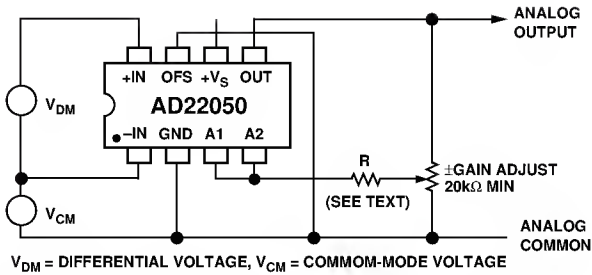 ANALOG
OUTPUT
+IN OFS +VS OUT
AD22050
–IN GND A1 A2
VDM
VCM
R
(SEE TEXT)
±GAIN ADJUST
20kΩ MIN
ANALOG
COMMON
VDM = DIFFERENTIAL VOLTAGE, VCM = COMMOM-MODE VOLTAGE